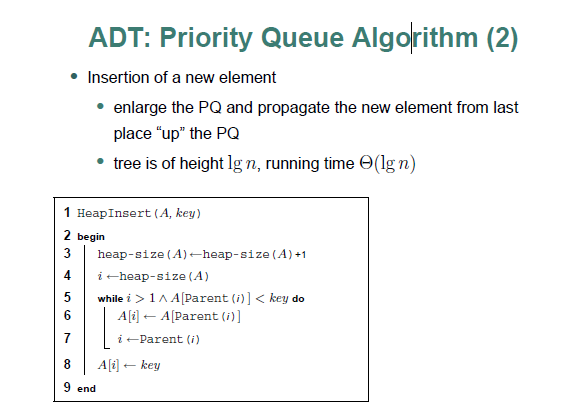 ADT: Priority Queue Algorithm (2)
• Insertion of a new element
• enlarge the PQ and propagate the new element from last
place “up” the PQ
• tree is of height lg n, running time Θ(lg n)
1 HeapInsert(A, key)
2 begin
3 heap-size(A)←heap-size(A)+1
4 i ←heap-size(A)
5 while i > 1 ∧ A[Parent(i)] < key do
6 A[i] ← A[Parent(i)]
7 i ←Parent(i)
8 A[i] ← key
9 end